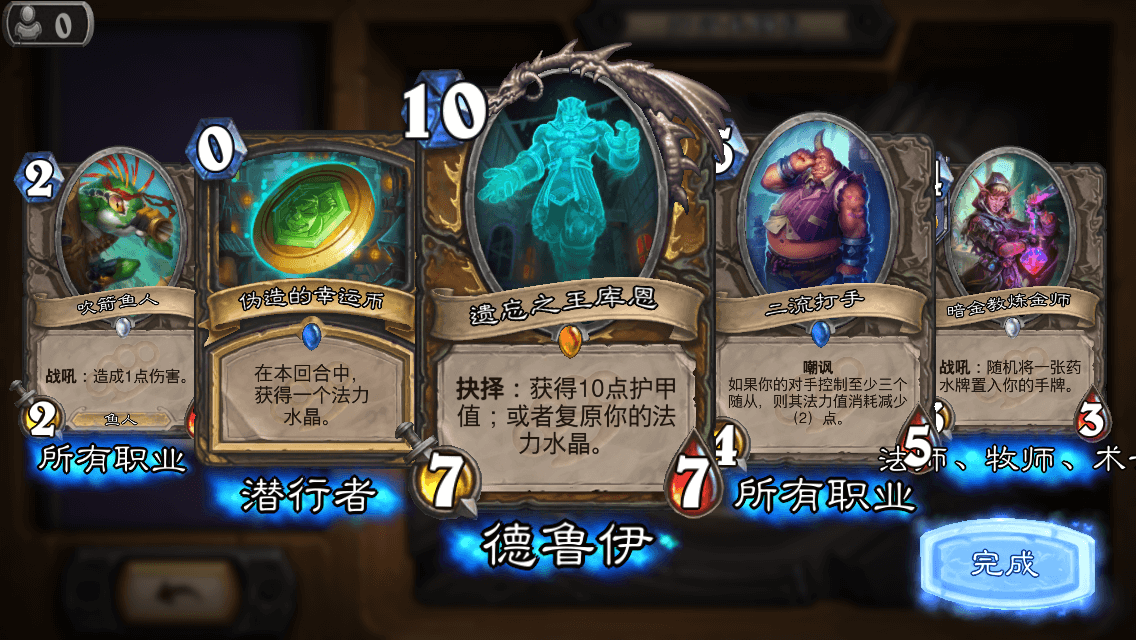 0
2
吹箭鱼人
战吼：造成1点伤害。
鱼人
2
所有职业
0
伪造的幸运币
在本回合中，
获得一个法力
水晶。
潜行者
10
遗忘之王库恩
抉择：获得10点护甲
值；或者复原你的法
力水晶。
7
7
德鲁伊
5
二流打手
嘲讽
如果你的对手控制至少三个
随从，则其法力值消耗减少
（2）点。
4
5
所有职业
暗金教炼金师
战吼：随机将一张药
水牌置入你的手牌。
3
法师、牧师、术
完成